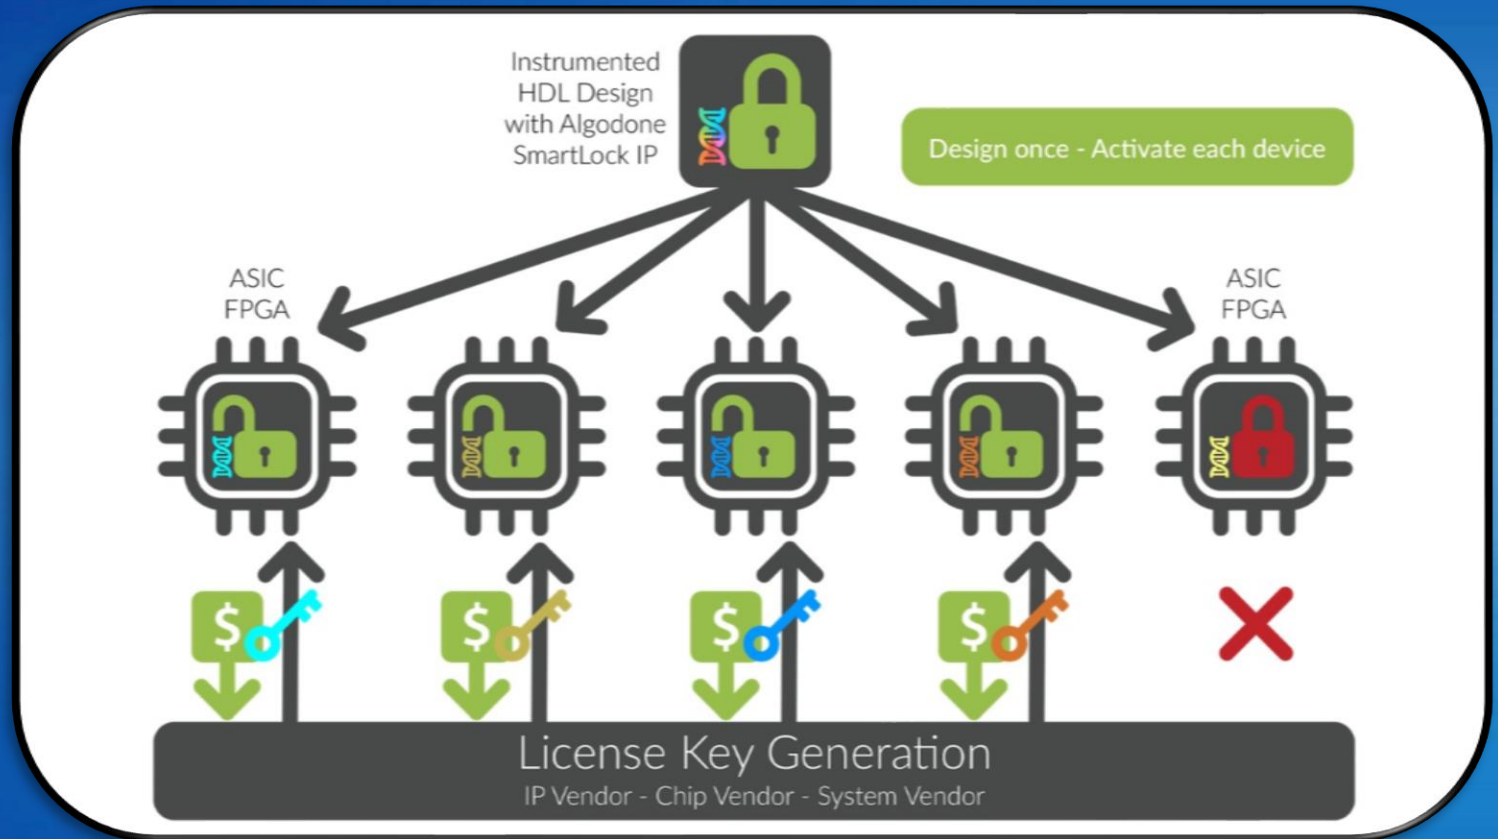 Instrumented
HDL Design
with Algodone
SmartLock IP
Design once - Activate each device
ASIC
FPGA
ASIC
FPGA
$
$
$
$
License Key Generation
IP Vendor - Chip Vendor - System Vendor